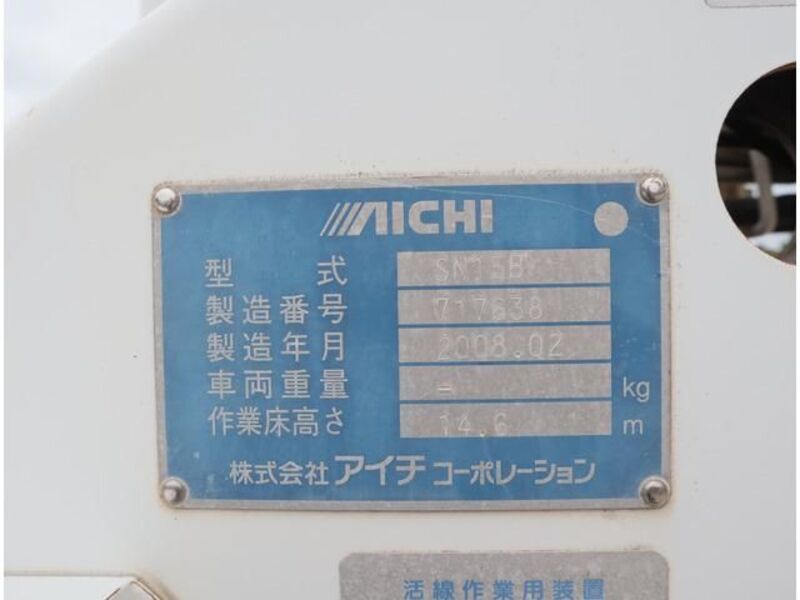 AICHI
型式 SN15B
製造番号 717638
製造年月 2008.02
車両重量 = kg
作業床高さ 14.6 m
株式会社 アイチ コーポレーション
活線作業用装置